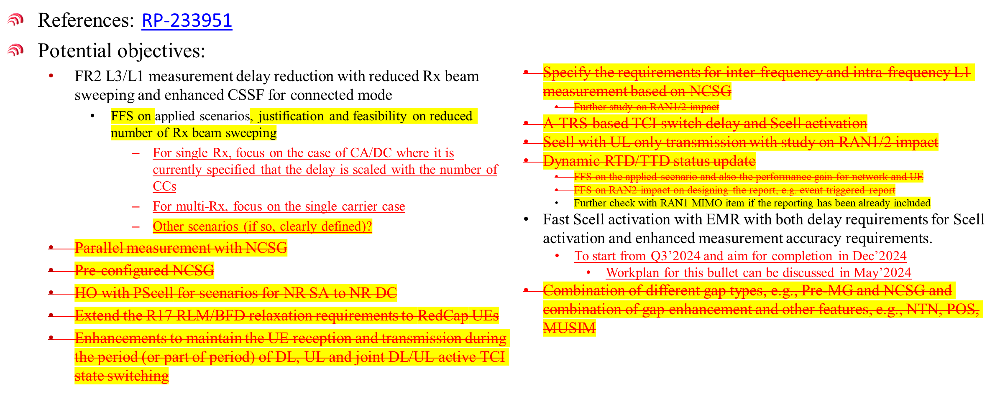 References: RP-233951
Potential objectives:
• FR2 L3/L1 measurement delay reduction with reduced Rx beam
sweeping and enhanced CSSF for connected mode
• FFS on applied scenarios, justification and feasibility on reduced
number of Rx beam sweeping
– For single Rx, focus on the case of CA/DC where it is
currently specified that the delay is scaled with the number of
CCs
– For multi-Rx, focus on the single carrier case
– Other scenarios (if so, clearly defined)?
• Parallel measurement with NCSG
• Pre-configured NCSG
• HO with PScell for scenarios for NR SA to NR DC
• Extend the R17 RLM/BFD relaxation requirements to RedCap UEs
• Enhancements to maintain the UE reception and transmission during
the period (or part of period) of DL, UL and joint DL/UL active TCI
state switching
• Specify the requirements for inter-frequency and intra-frequency L1
measurement based on NCSG
• Further study on RAN1/2 impact
• A-TRS based TCI switch delay and Scell activation
• Scell with UL only transmission with study on RAN1/2 impact
• Dynamic RTD/TTD status update
• FFS on the applied scenario and also the performance gain for network and UE
• FFS on RAN2 impact on designing the report, e.g. event triggered report
• Further check with RAN1 MIMO item if the reporting has been already included
• Fast Scell activation with EMR with both delay requirements for Scell
activation and enhanced measurement accuracy requirements.
• To start from Q3’2024 and aim for completion in Dec’2024
• Workplan for this bullet can be discussed in May’2024
• Combination of different gap types, e.g., Pre-MG and NCSG and
combination of gap enhancement and other features, e.g., NTN, POS,
MUSIM